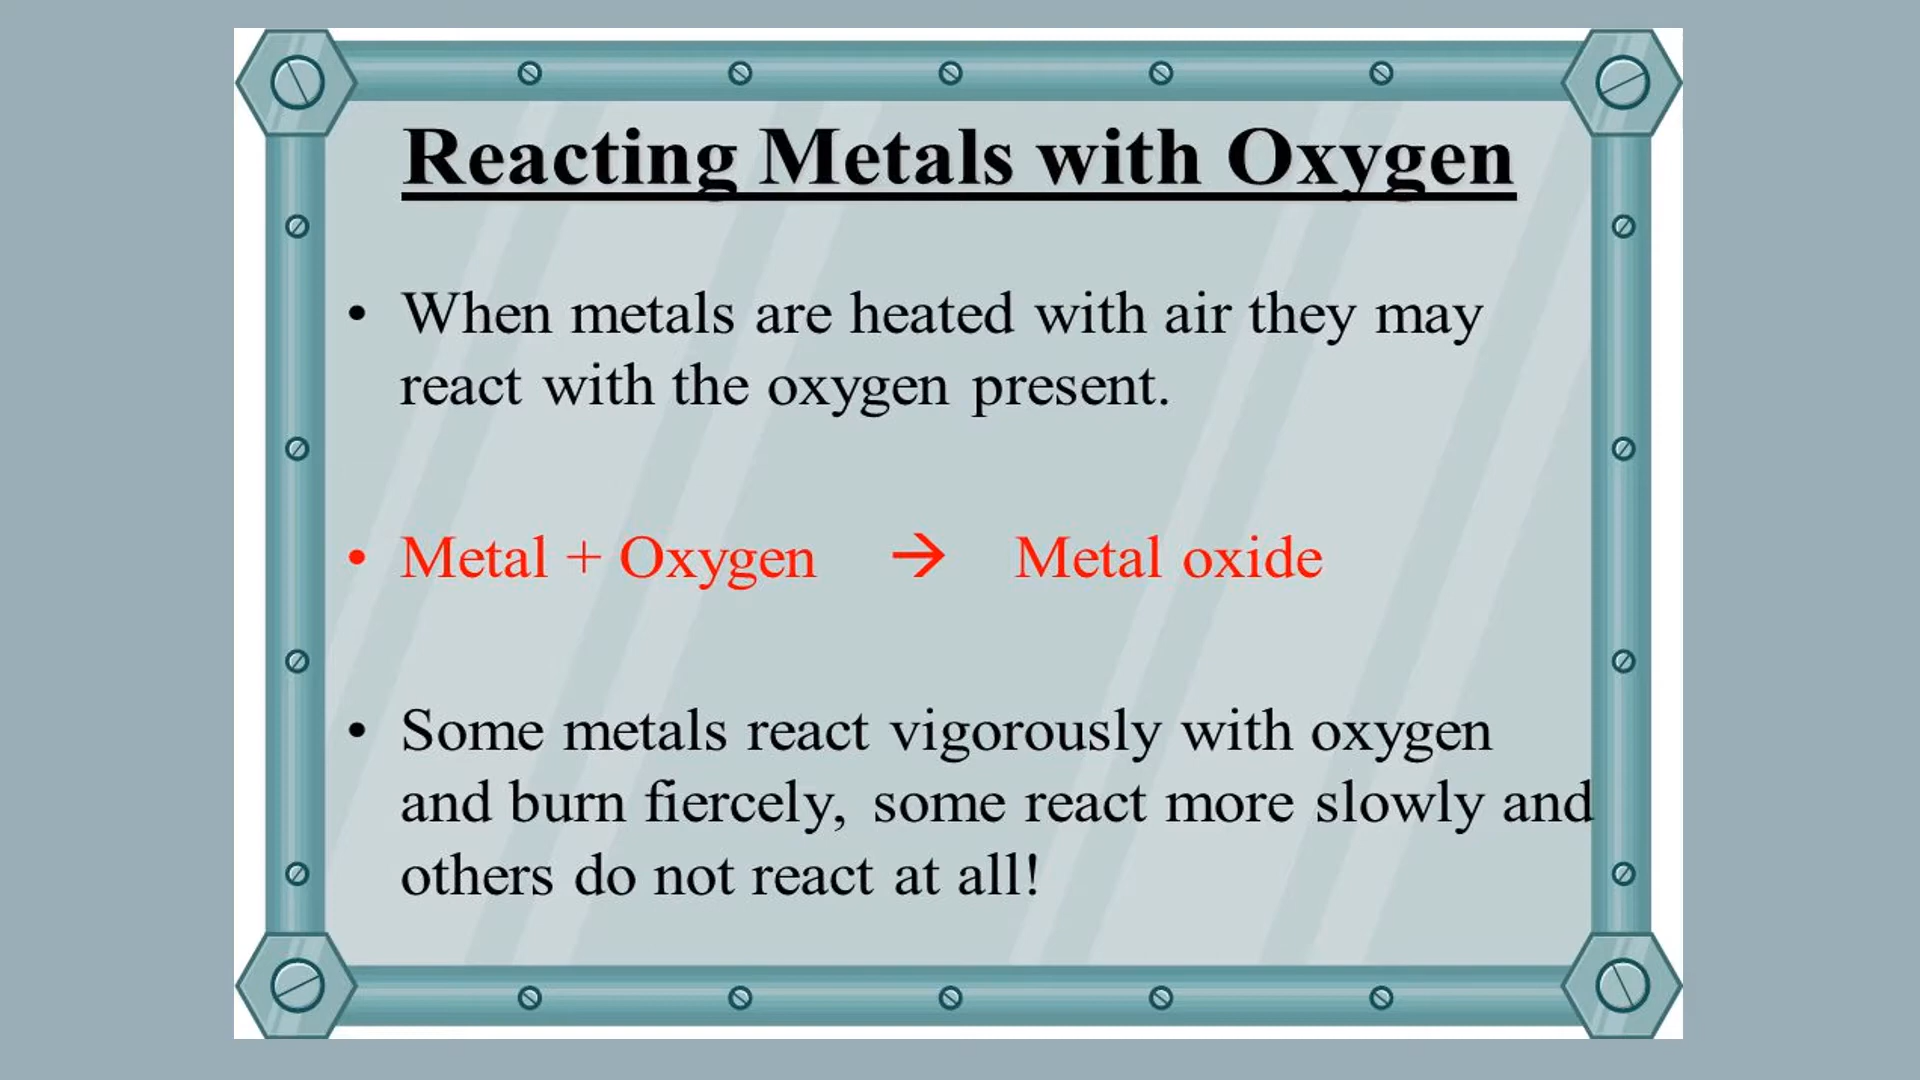 Reacting Metals with Oxygen
• When metals are heated with air they may
react with the oxygen present.
• Metal + Oxygen → Metal oxide
• Some metals react vigorously with oxygen
and burn fiercely, some react more slowly and
others do not react at all!